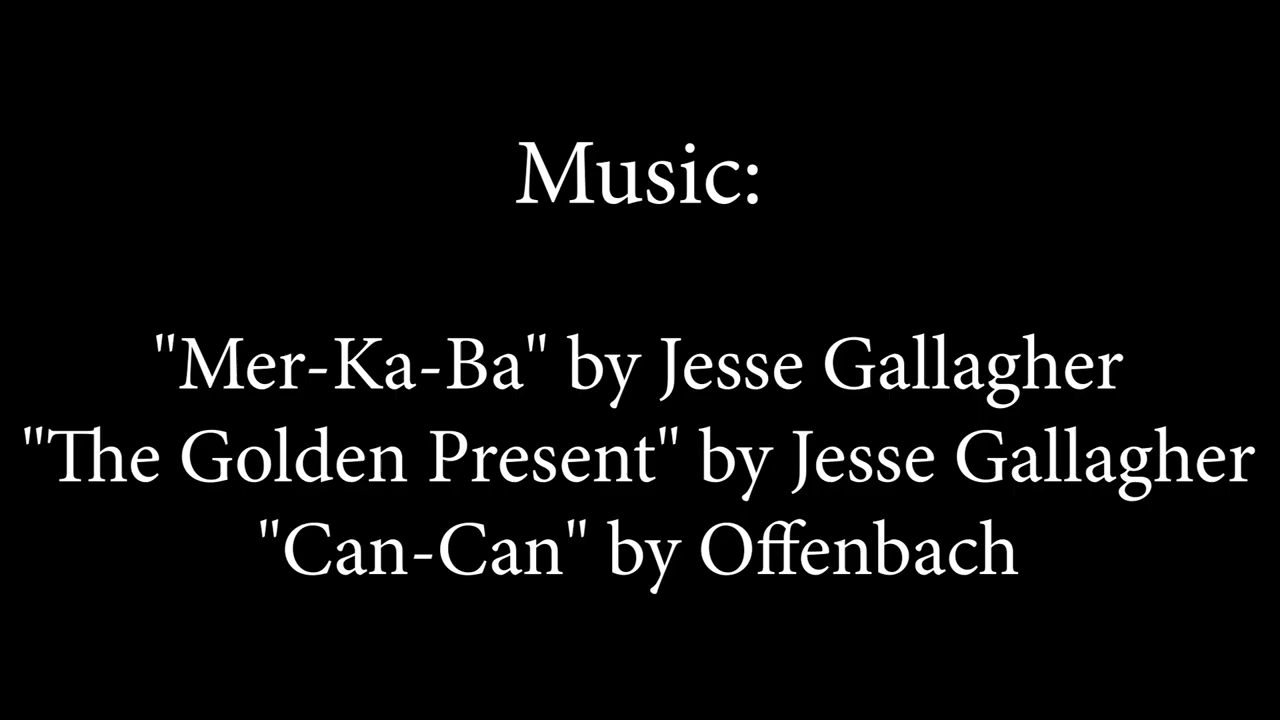 Music:
"Mer-Ka-Ba" by Jesse Gallagher
"The Golden Present" by Jesse Gallagher
"Can-Can" by Offenbach